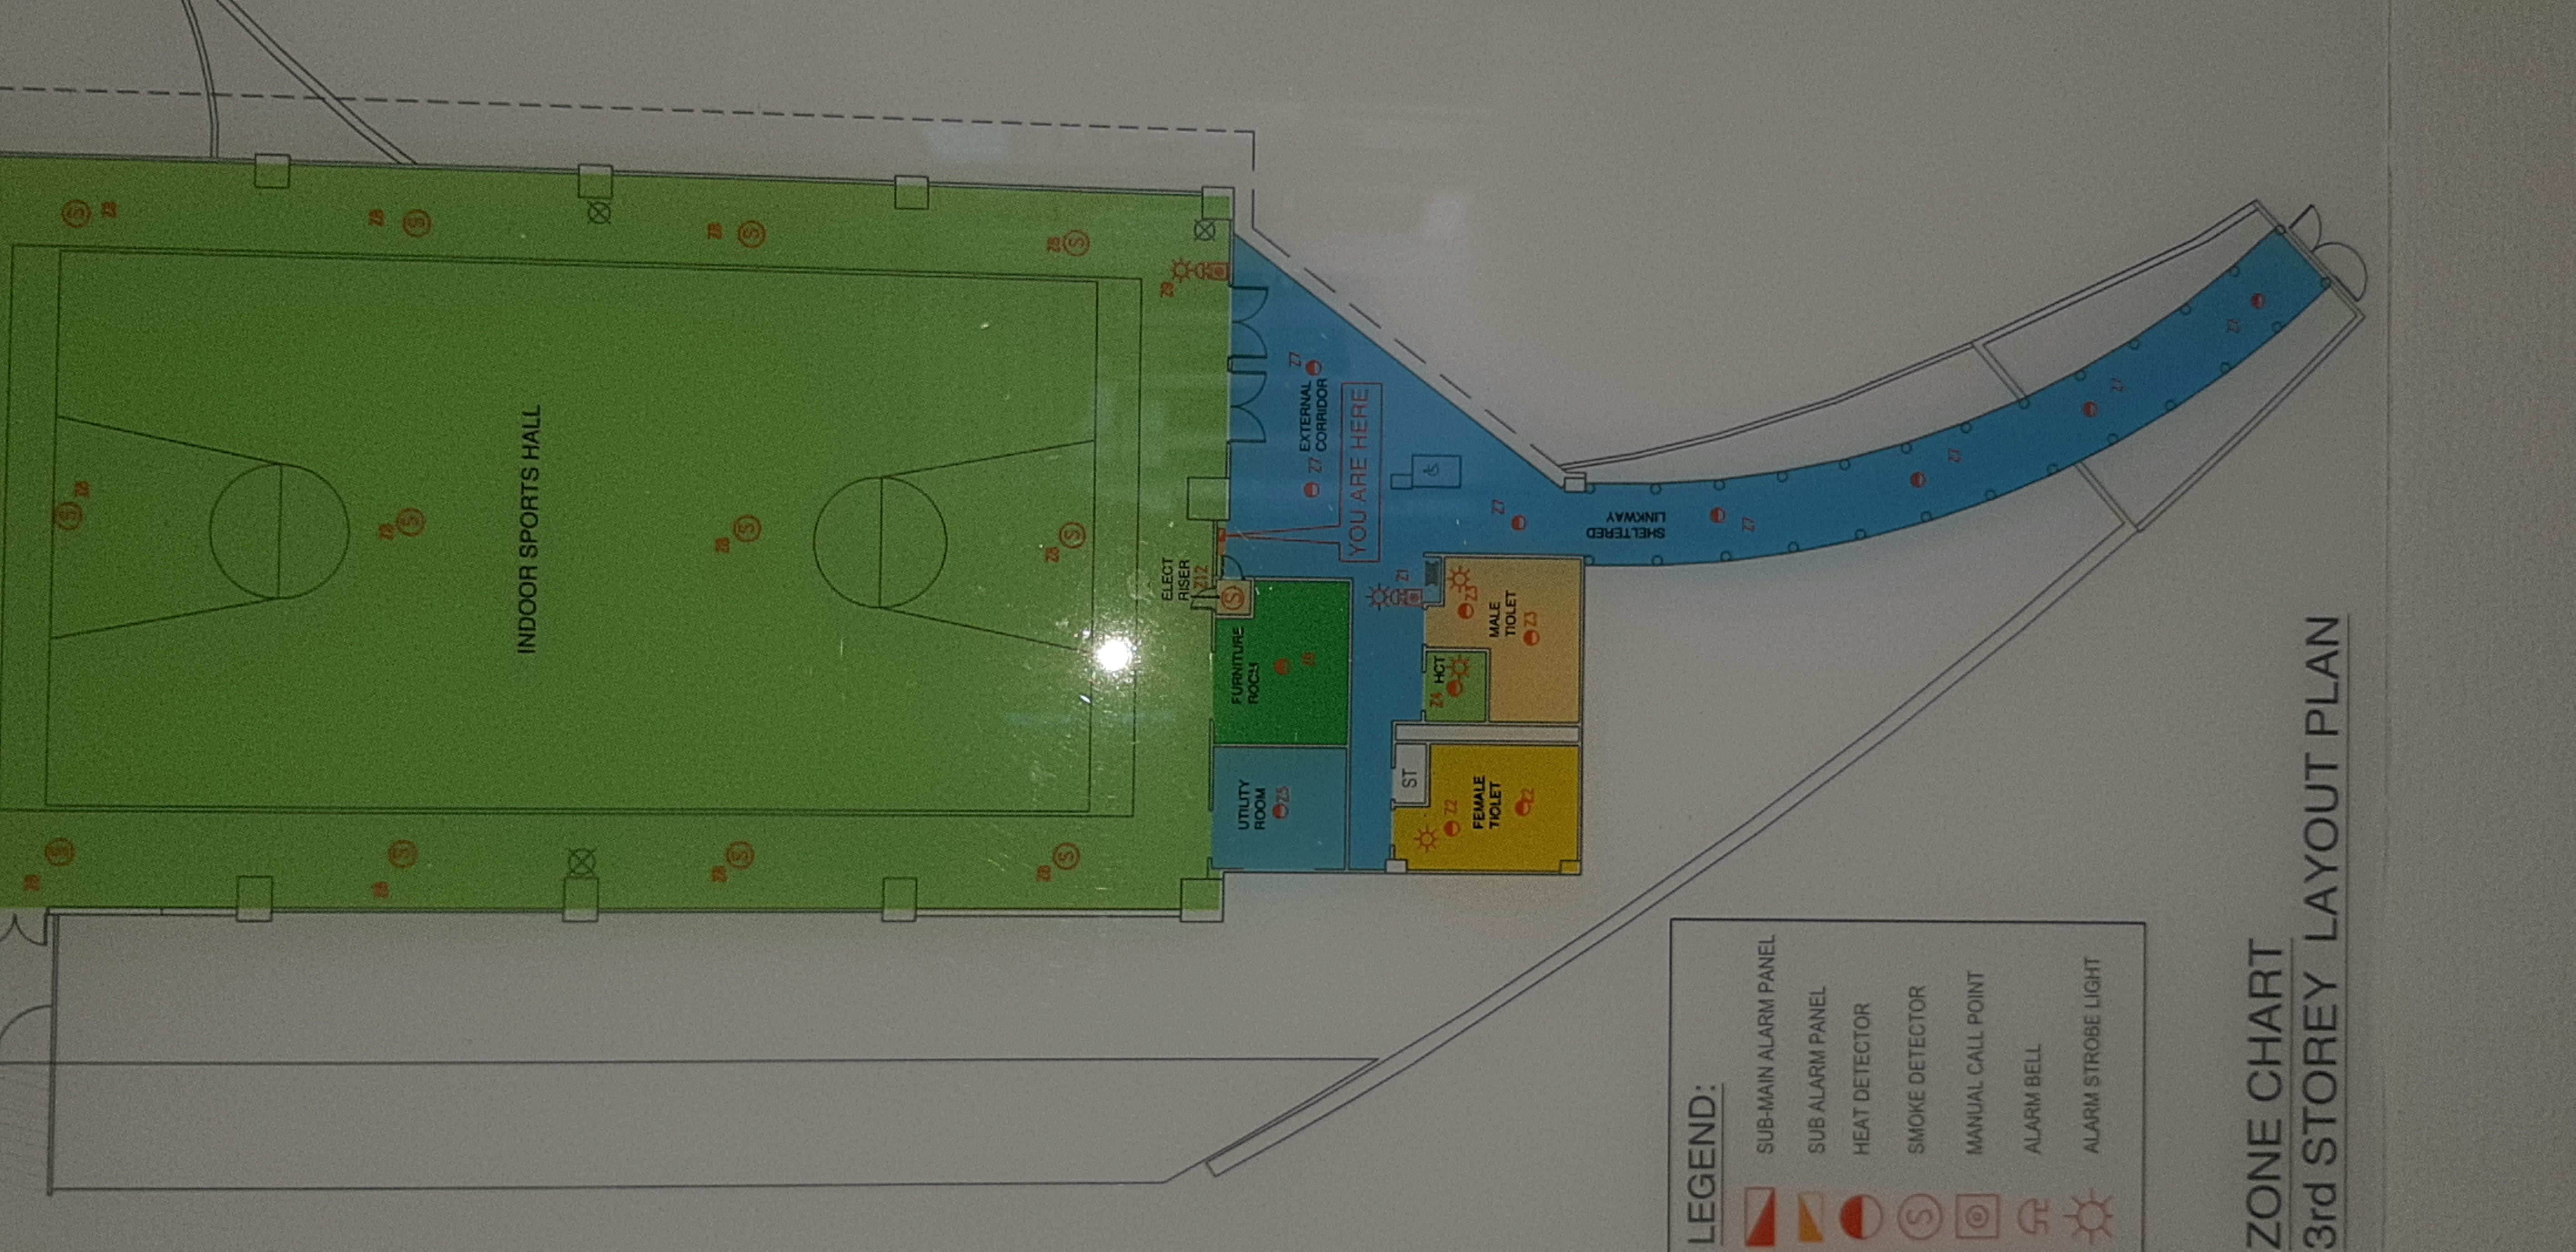 Z8
Z8
Z8
Z8
Z8
Z8
INDOOR SPORTS HALL
Z8
Z8
Z8
Z8
Z8
Z8
ELECT
RISER
Z12
Z9
UTILITY
ROOM
Z5
FURNITURE
ROOM
EXTERNAL
CORRIDOR
Z7
Z7
YOU ARE HERE
Z1
ST
Z4
HCT
Z2
Z3
FEMALE
TIOLET
Z2
MALE
TIOLET
Z3
Z7
SHELTERED
LINKWAY
Z7
Z7
Z7
Z7
LEGEND:
SUB-MAIN ALARM PANEL
SUB ALARM PANEL
HEAT DETECTOR
S SMOKE DETECTOR
MANUAL CALL POINT
ALARM BELL
ALARM STROBE LIGHT
ZONE CHART
3rd STOREY LAYOUT PLAN